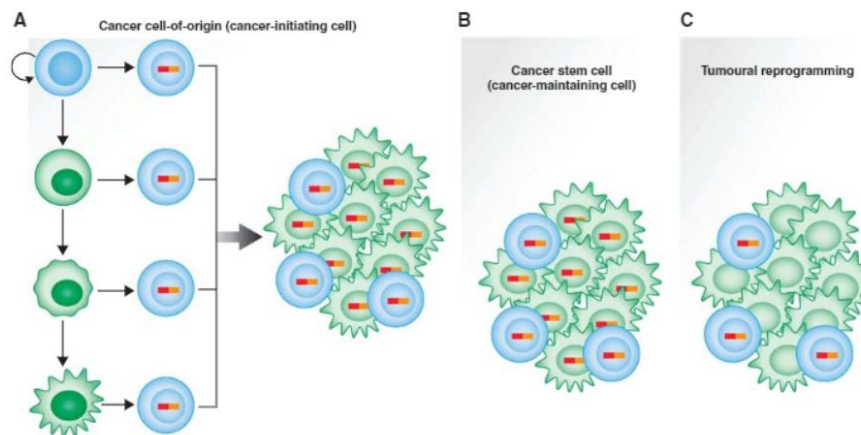 A
Cancer cell-of-origin (cancer-initiating cell)
B
Cancer stem cell
(cancer-maintaining cell)
C
Tumoural reprogramming